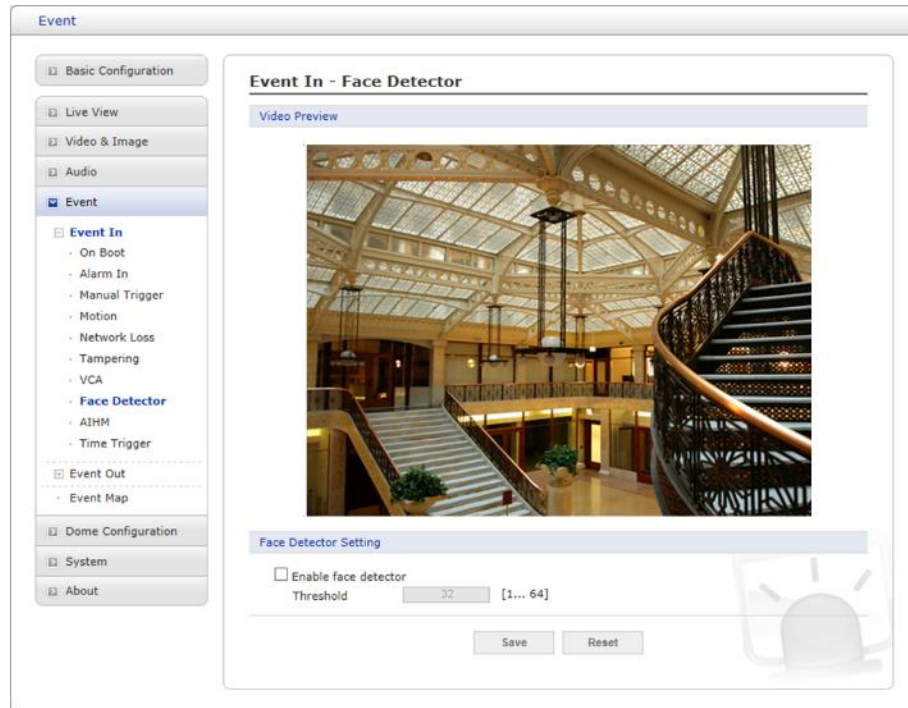 Event
Basic Configuration
Live View
Video & Image
Audio
Event
Event In
On Boot
Alarm In
Manual Trigger
Motion
Network Loss
Tampering
VCA
Face Detector
AIHM
Time Trigger
Event Out
Event Map
Dome Configuration
System
About
Event In - Face Detector
Video Preview
Face Detector Setting
Enable face detector
Threshold 32 [1... 64]
Save Reset